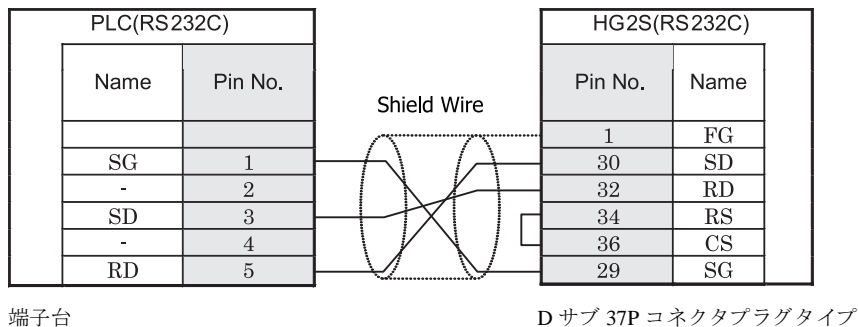 PLC(RS232C) HG2S(RS232C)
Name Pin No. Shield Wire Pin No. Name
1 FG
SG 1 30 SD
- 2 32 RD
SD 3 34 RS
- 4 36 CS
RD 5 29 SG
端子台 D サブ 37P コネクタプラグタイプ